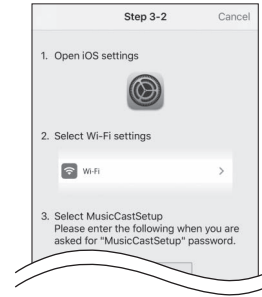 Step 3-2 Cancel
1. Open iOS settings
2. Select Wi-Fi settings
Wi-Fi
3. Select MusicCastSetup
Please enter the following when you are
asked for "MusicCastSetup" password.